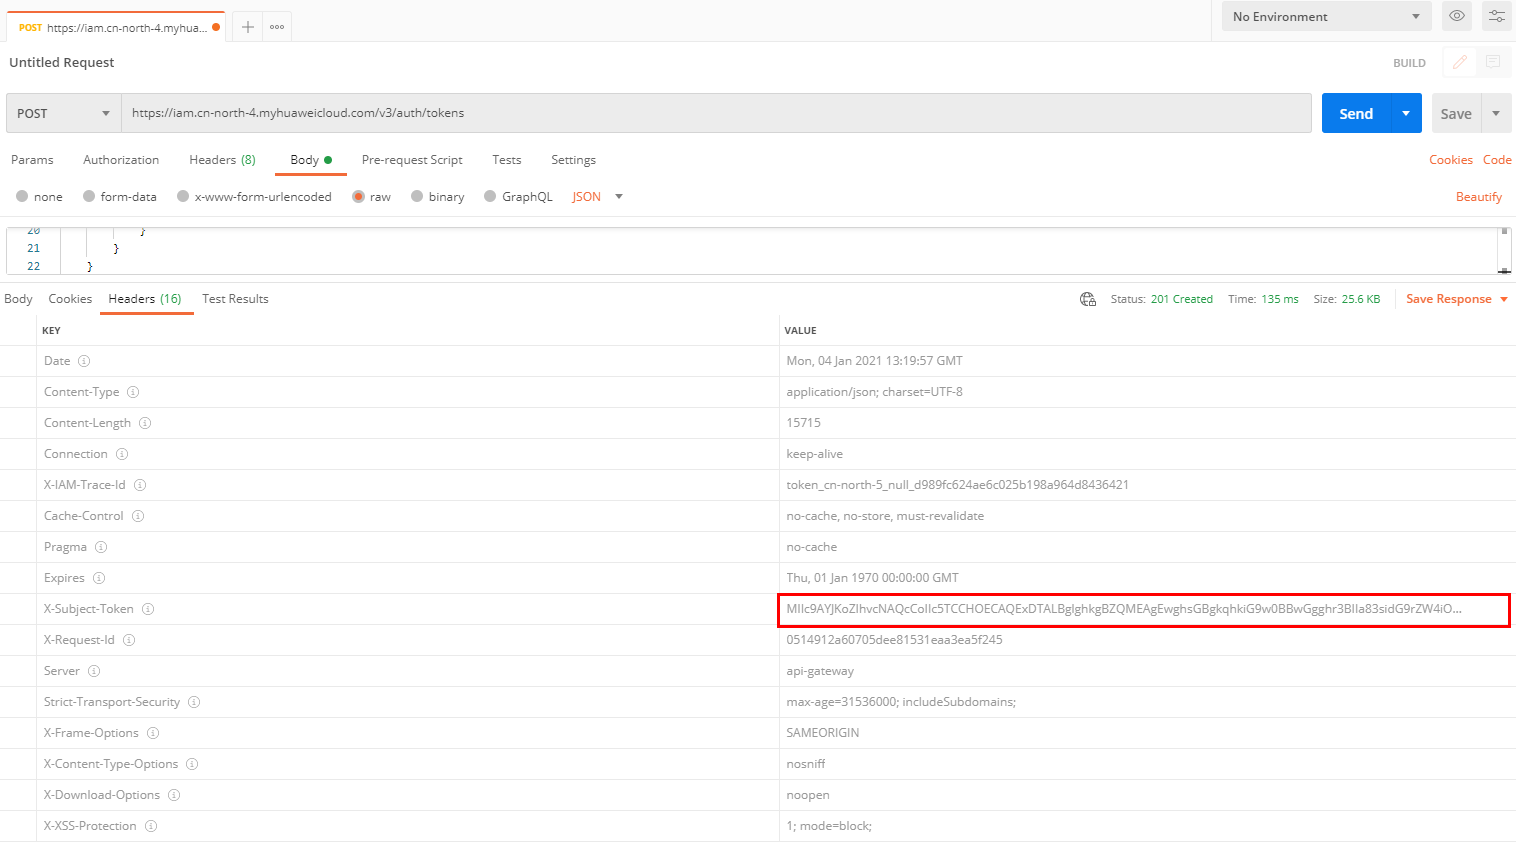 POST https://iam.cn-north-4.myhua...
No Environment
Untitled Request
BUILD
POST
https://iam.cn-north-4.myhuaweicloud.com/v3/auth/tokens
Send
Save
Params
Authorization
Headers (8)
Body
Pre-request Script
Tests
Settings
Cookies
Code
none
form-data
x-www-form-urlencoded
raw
binary
GraphQL
JSON
Beautify
20 }
21 }
22 }
Body
Cookies
Headers (16)
Test Results
Status: 201 Created
Time: 135 ms
Size: 25.6 KB
Save Response
KEY
VALUE
Date
Mon, 04 Jan 2021 13:19:57 GMT
Content-Type
application/json; charset=UTF-8
Content-Length
15715
Connection
keep-alive
X-IAM-Trace-Id
token_cn-north-5_null_d989fc624ae6c025b198a964d8436421
Cache-Control
no-cache, no-store, must-revalidate
Pragma
no-cache
Expires
Thu, 01 Jan 1970 00:00:00 GMT
X-Subject-Token
MIIc9AYJKoZIhvcNAQcCoIIc5TCCHOECAQExDTALBglghkgBZQMEAgEwghsGBgkqhkiG9w0BBwGgghr3BIIa83sidG9rZW4iO...
X-Request-Id
0514912a60705dee81531eaa3ea5f245
Server
api-gateway
Strict-Transport-Security
max-age=31536000; includeSubdomains;
X-Frame-Options
SAMEORIGIN
X-Content-Type-Options
nosniff
X-Download-Options
noopen
X-XSS-Protection
1; mode=block;